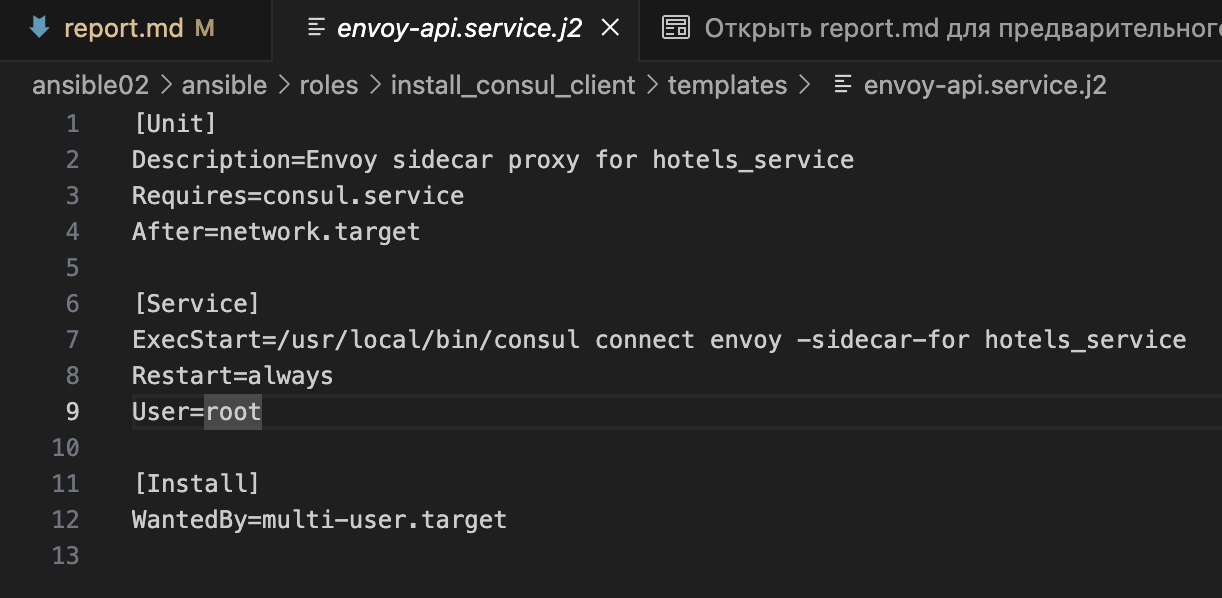 report.md M envoy-api.service.j2 Открыть report.md для предварительного
ansible02 > ansible > roles > install_consul_client > templates > envoy-api.service.j2
1 [Unit]
2 Description=Envoy sidecar proxy for hotels_service
3 Requires=consul.service
4 After=network.target
5
6 [Service]
7 ExecStart=/usr/local/bin/consul connect envoy -sidecar-for hotels_service
8 Restart=always
9 User=root
10
11 [Install]
12 WantedBy=multi-user.target
13